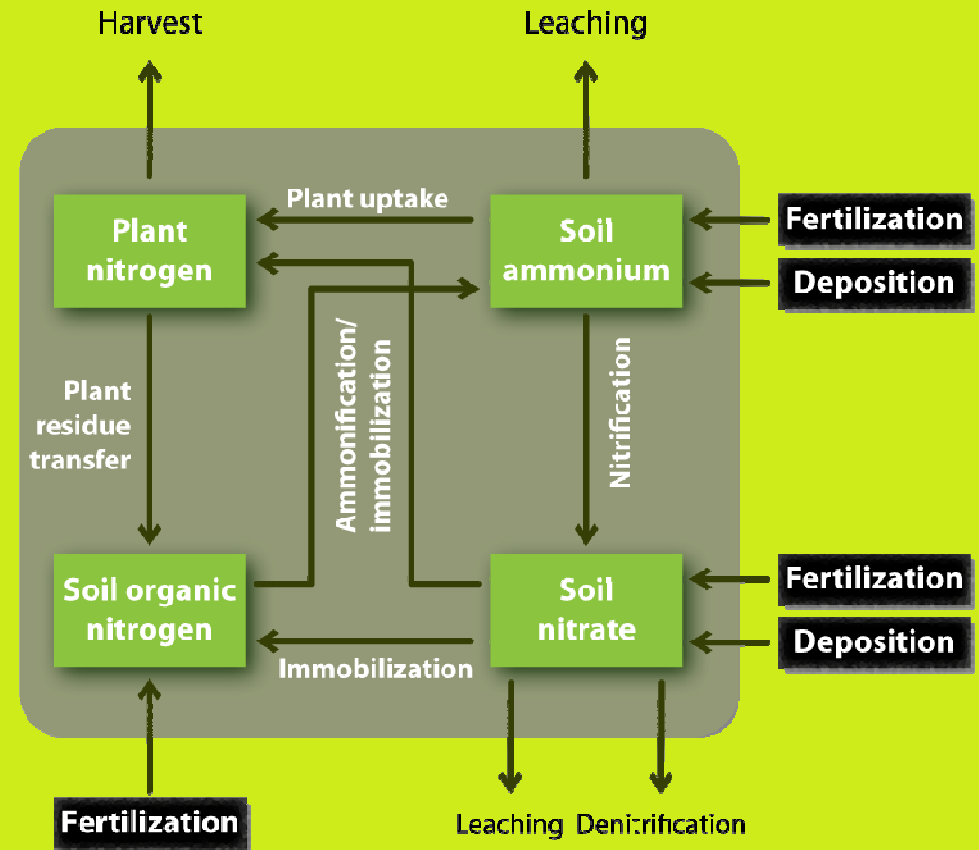 Harvest
Leaching
Plant uptake
Plant
nitrogen
Soil
ammonium
Fertilization
Deposition
Plant
residue
transfer
Ammonification/
immobilization
Nitrification
Soil organic
nitrogen
Soil
nitrate
Fertilization
Deposition
Immobilization
Fertilization
Leaching
Denitrification